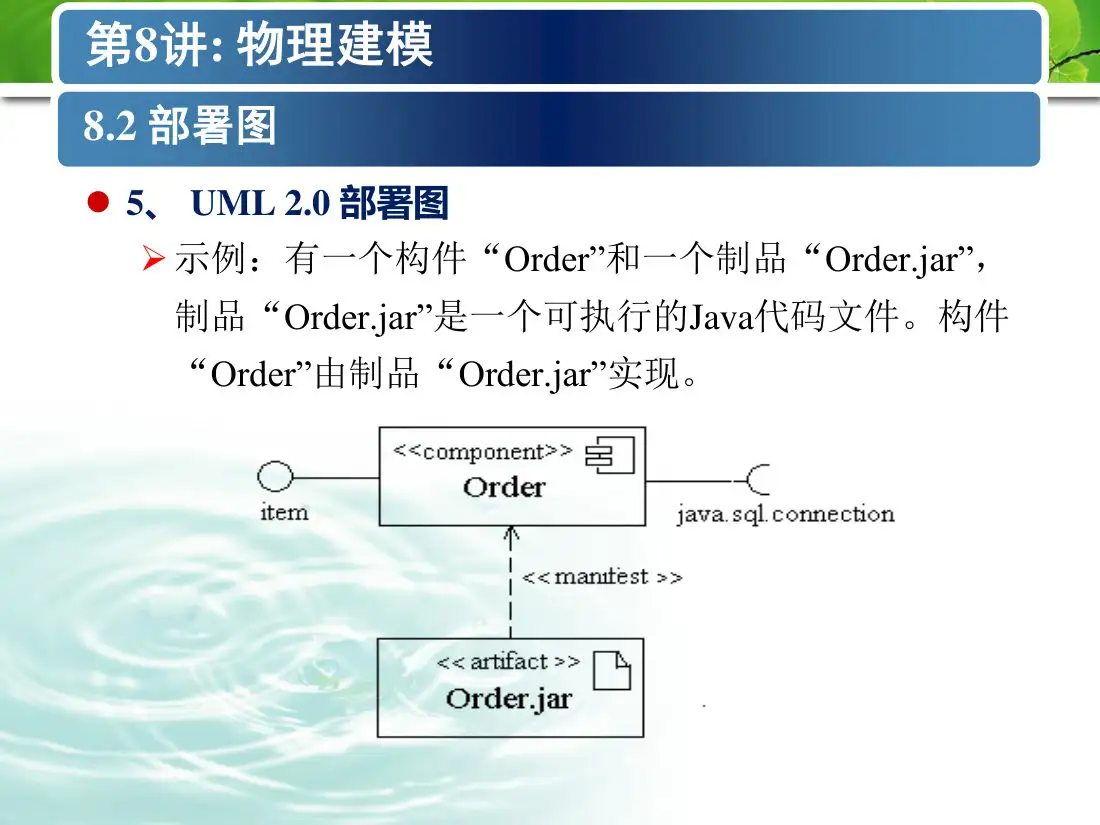 第8讲: 物理建模
8.2 部署图
5、 UML 2.0 部署图
示例：有一个构件“Order”和一个制品“Order.jar”，
制品“Order.jar”是一个可执行的Java代码文件。构件
“Order”由制品“Order.jar”实现。
<<component>>
Order
item
java.sql.connection
<< manifest >>
<< artifact >>
Order.jar